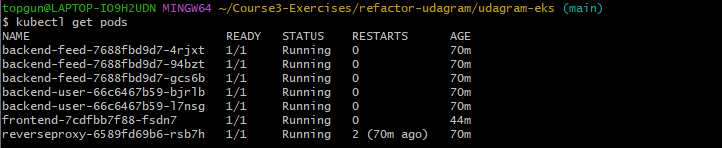 topgun@LAPTOP-IO9H2UDN MINGW64 ~/Course3-Exercises/refactor-udagram/udagram-eks (main)
$ kubectl get pods
NAME READY STATUS RESTARTS AGE
backend-feed-7688fbd9d7-4rjxt 1/1 Running 0 70m
backend-feed-7688fbd9d7-94bzt 1/1 Running 0 70m
backend-feed-7688fbd9d7-gcs6b 1/1 Running 0 70m
backend-user-66c6467b59-bjrlb 1/1 Running 0 70m
backend-user-66c6467b59-l7nsg 1/1 Running 0 70m
frontend-7cdfbb7f88-fsdn7 1/1 Running 0 44m
reverseproxy-6589fd69b6-rsb7h 1/1 Running 2 (70m ago) 70m